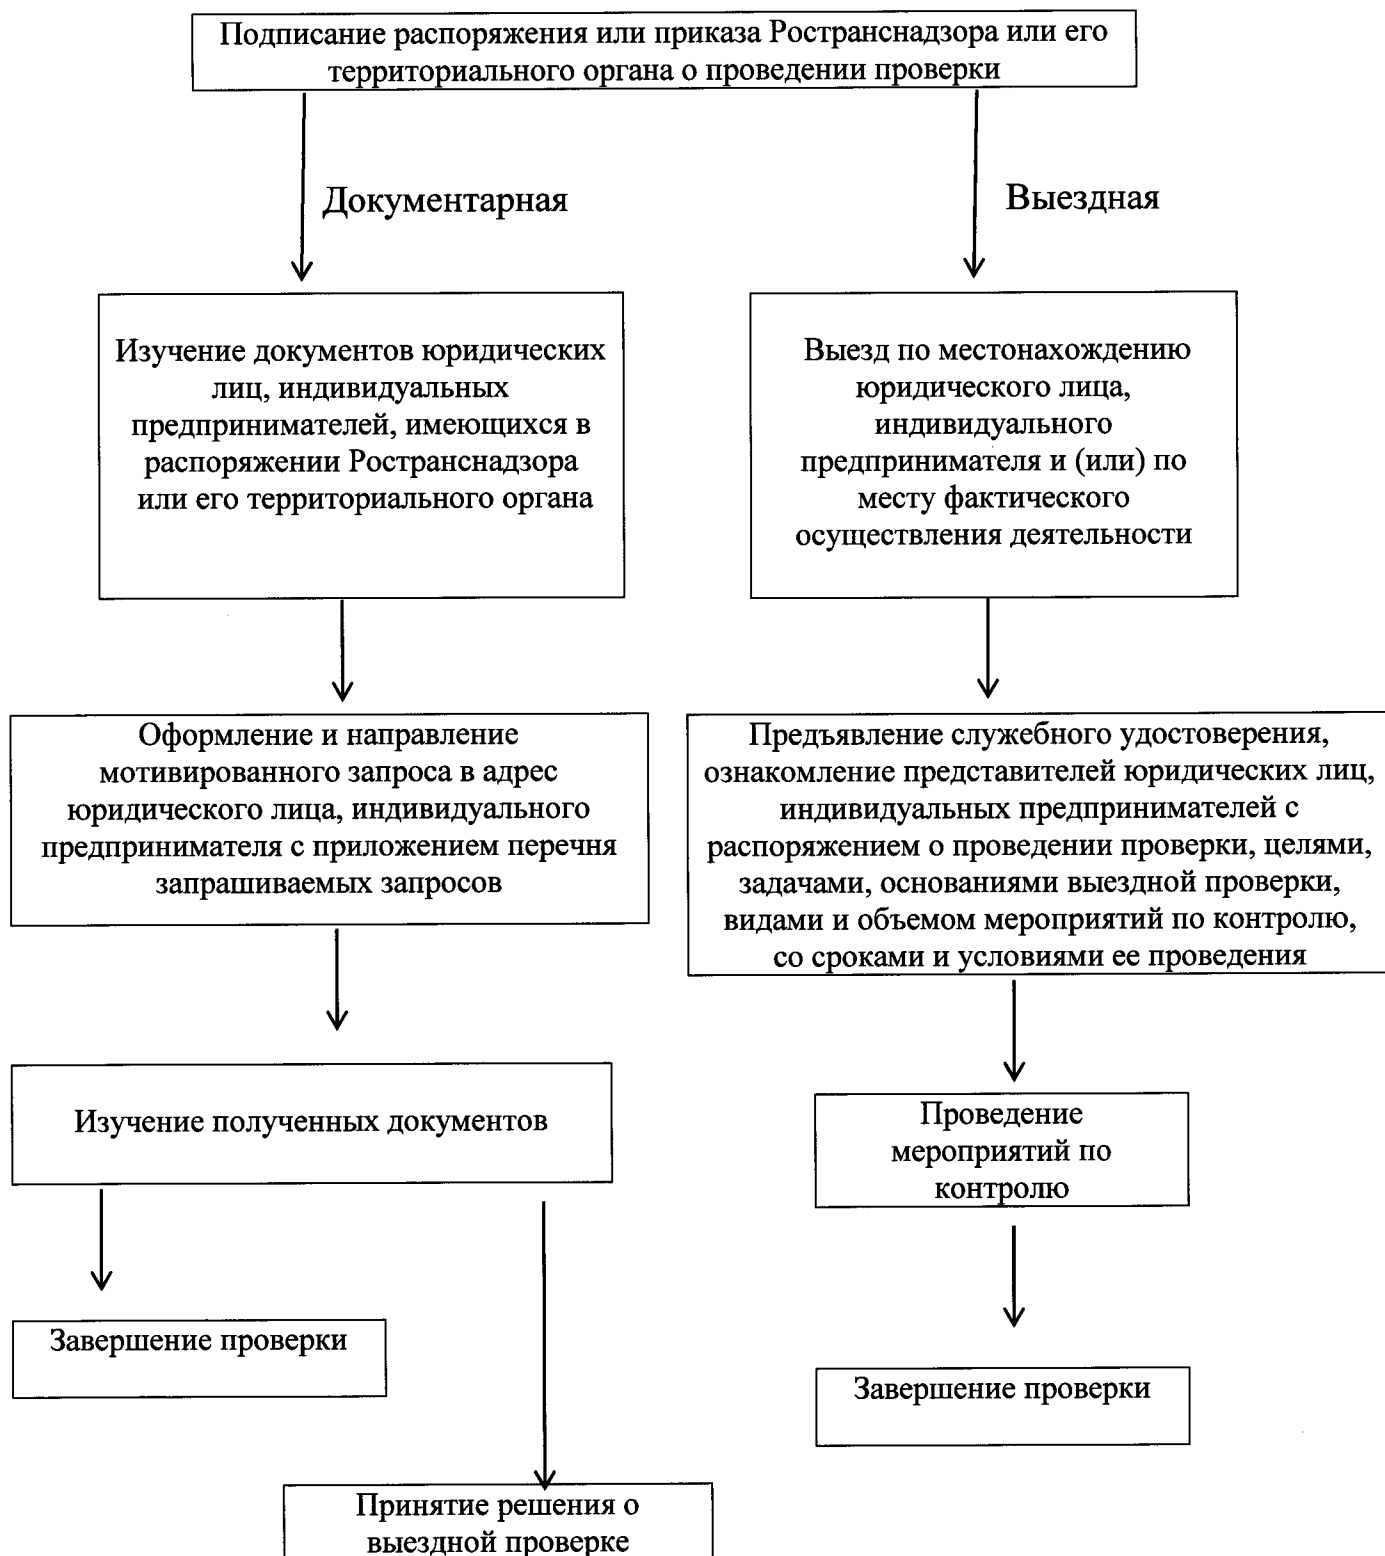 Подписание распоряжения или приказа Ространснадзора или его
территориального органа о проведении проверки
Документарная
Выездная
Изучение документов юридических
лиц, индивидуальных
предпринимателей, имеющихся в
распоряжении Ространснадзора
или его территориального органа
Выезд по местонахождению
юридического лица,
индивидуального
предпринимателя и (или) по
месту фактического
осуществления деятельности
Оформление и направление
мотивированного запроса в адрес
юридического лица, индивидуального
предпринимателя с приложением перечня
запрашиваемых запросов
Предъявление служебного удостоверения,
ознакомление представителей юридических лиц,
индивидуальных предпринимателей с
распоряжением о проведении проверки, целями,
задачами, основаниями выездной проверки,
видами и объемом мероприятий по контролю,
со сроками и условиями ее проведения
Изучение полученных документов
Проведение
мероприятий по
контролю
Завершение проверки
Завершение проверки
Принятие решения о
выездной проверке